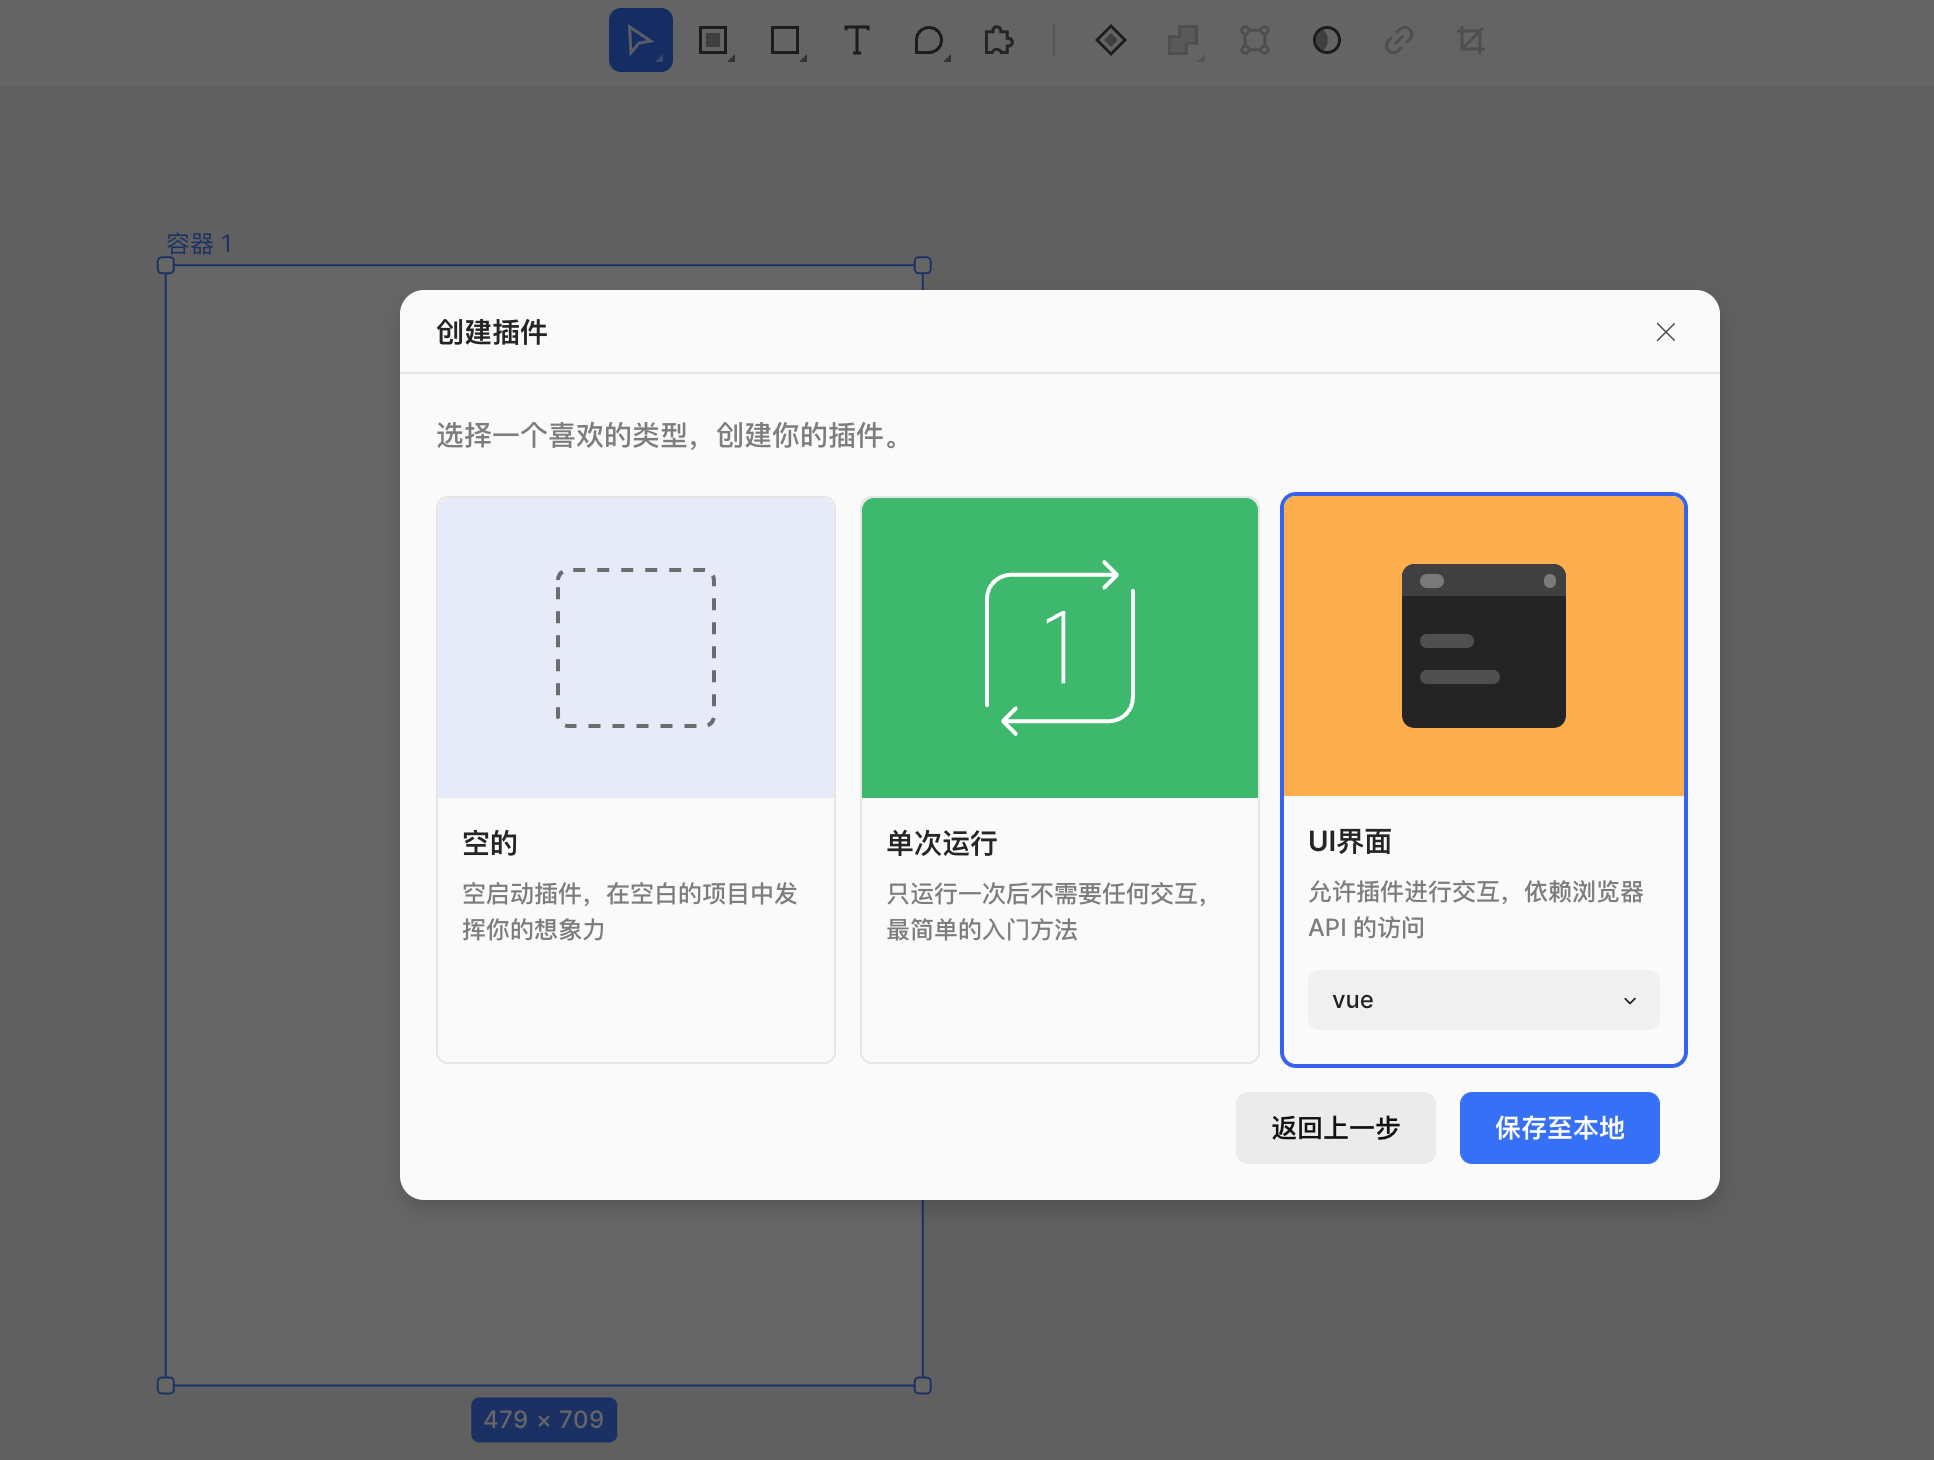 容器 1
创建插件
选择一个喜欢的类型，创建你的插件。
1
空的
空启动插件，在空白的项目中发
挥你的想象力
单次运行
只运行一次后不需要任何交互，
最简单的入门方法
UI界面
允许插件进行交互，依赖浏览器
API 的访问
vue
返回上一步
保存至本地
479 × 709